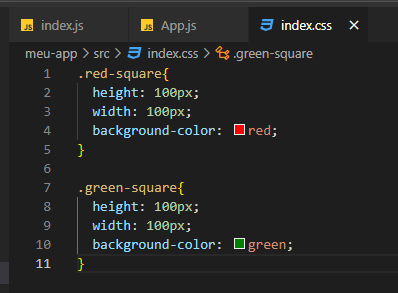 index.js App.js index.css ×
meu-app > src > index.css > .green-square
1 .red-square{
2 height: 100px;
3 width: 100px;
4 background-color: red;
5 }
6
7 .green-square{
8 height: 100px;
9 width: 100px;
10 background-color: green;
11 }